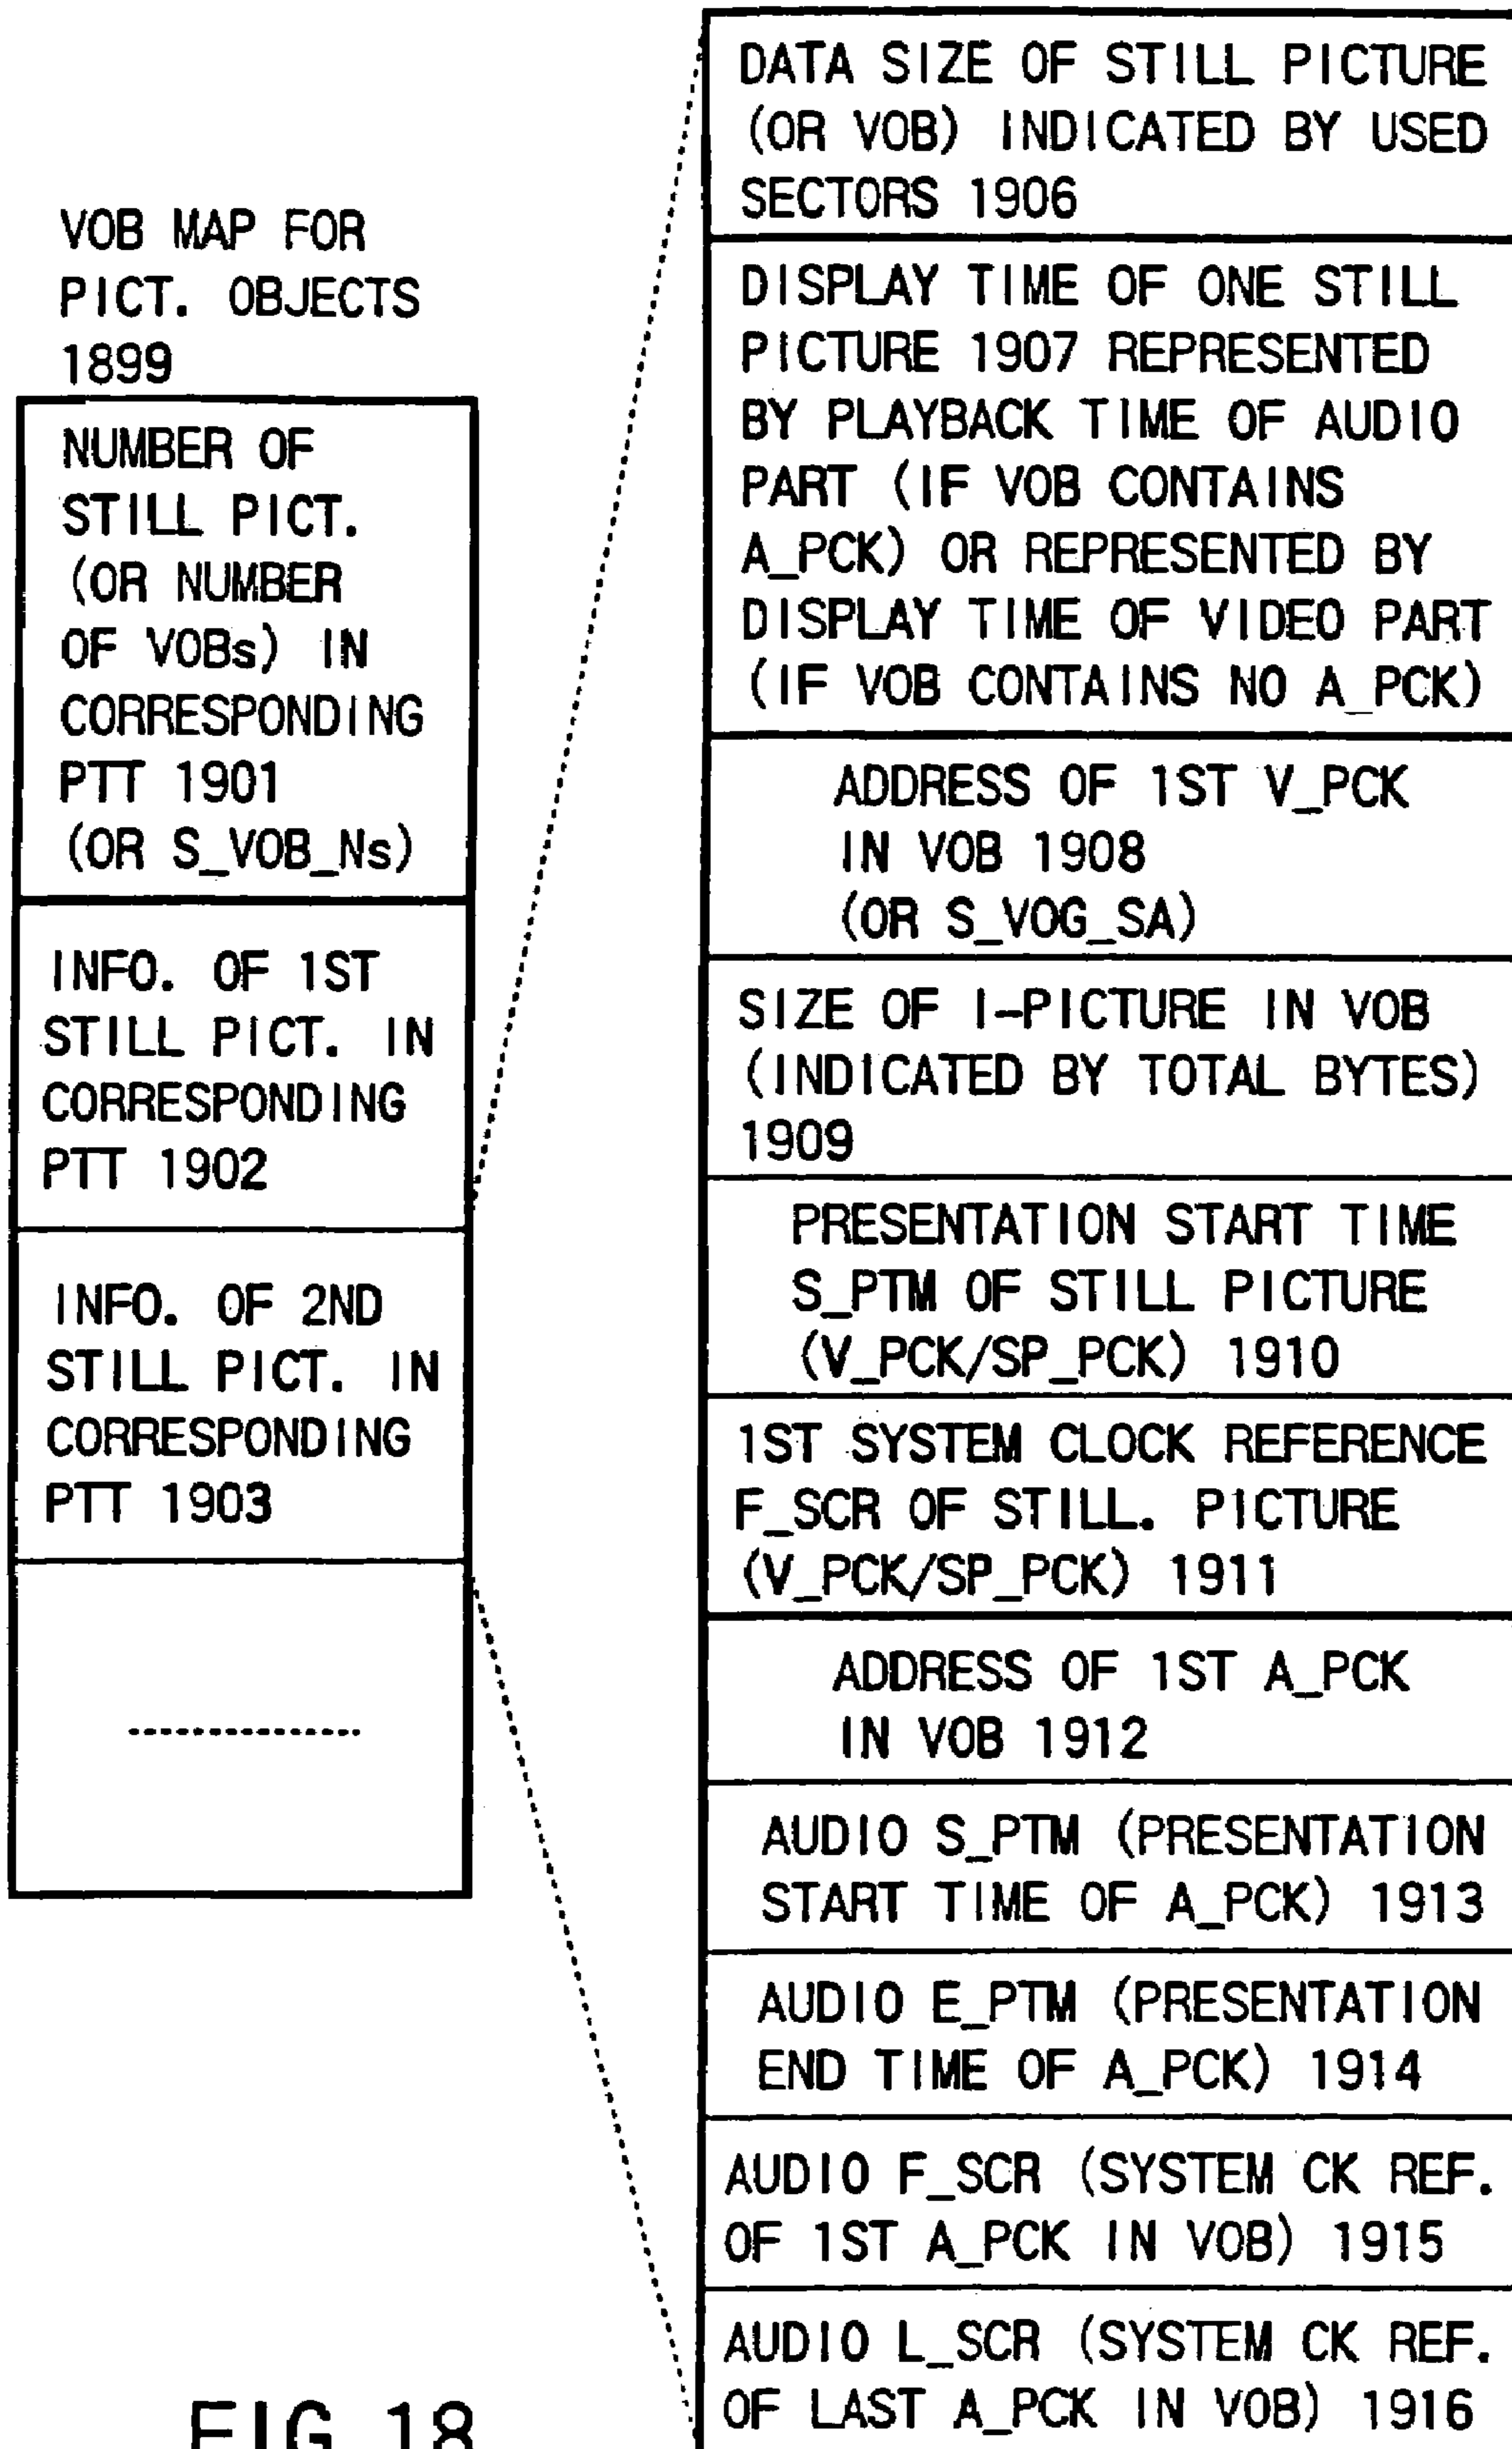 VOB MAP FOR
PICT. OBJECTS
1899
NUMBER OF
STILL PICT.
(OR NUMBER
OF VOBs) IN
CORRESPONDING
PTT 1901
(OR S_VOB_Ns)
INFO. OF 1ST
STILL PICT. IN
CORRESPONDING
PTT 1902
INFO. OF 2ND
STILL PICT. IN
CORRESPONDING
PTT 1903
DATA SIZE OF STILL PICTURE
(OR VOB) INDICATED BY USED
SECTORS 1906
DISPLAY TIME OF ONE STILL
PICTURE 1907 REPRESENTED
BY PLAYBACK TIME OF AUDIO
PART (IF VOB CONTAINS
A_PCK) OR REPRESENTED BY
DISPLAY TIME OF VIDEO PART
(IF VOB CONTAINS NO A_PCK)
ADDRESS OF 1ST V_PCK
IN VOB 1908
(OR S_VOG_SA)
SIZE OF I-PICTURE IN VOB
(INDICATED BY TOTAL BYTES)
1909
PRESENTATION START TIME
S_PTM OF STILL PICTURE
(V_PCK/SP_PCK) 1910
1ST SYSTEM CLOCK REFERENCE
F_SCR OF STILL. PICTURE
(V_PCK/SP_PCK) 1911
ADDRESS OF 1ST A_PCK
IN VOB 1912
AUDIO S_PTM (PRESENTATION
START TIME OF A_PCK) 1913
AUDIO E_PTM (PRESENTATION
END TIME OF A_PCK) 1914
AUDIO F_SCR (SYSTEM CK REF.
OF 1ST A_PCK IN VOB) 1915
AUDIO L_SCR (SYSTEM CK REF.
OF LAST A_PCK IN VOB) 1916
FIG. 18